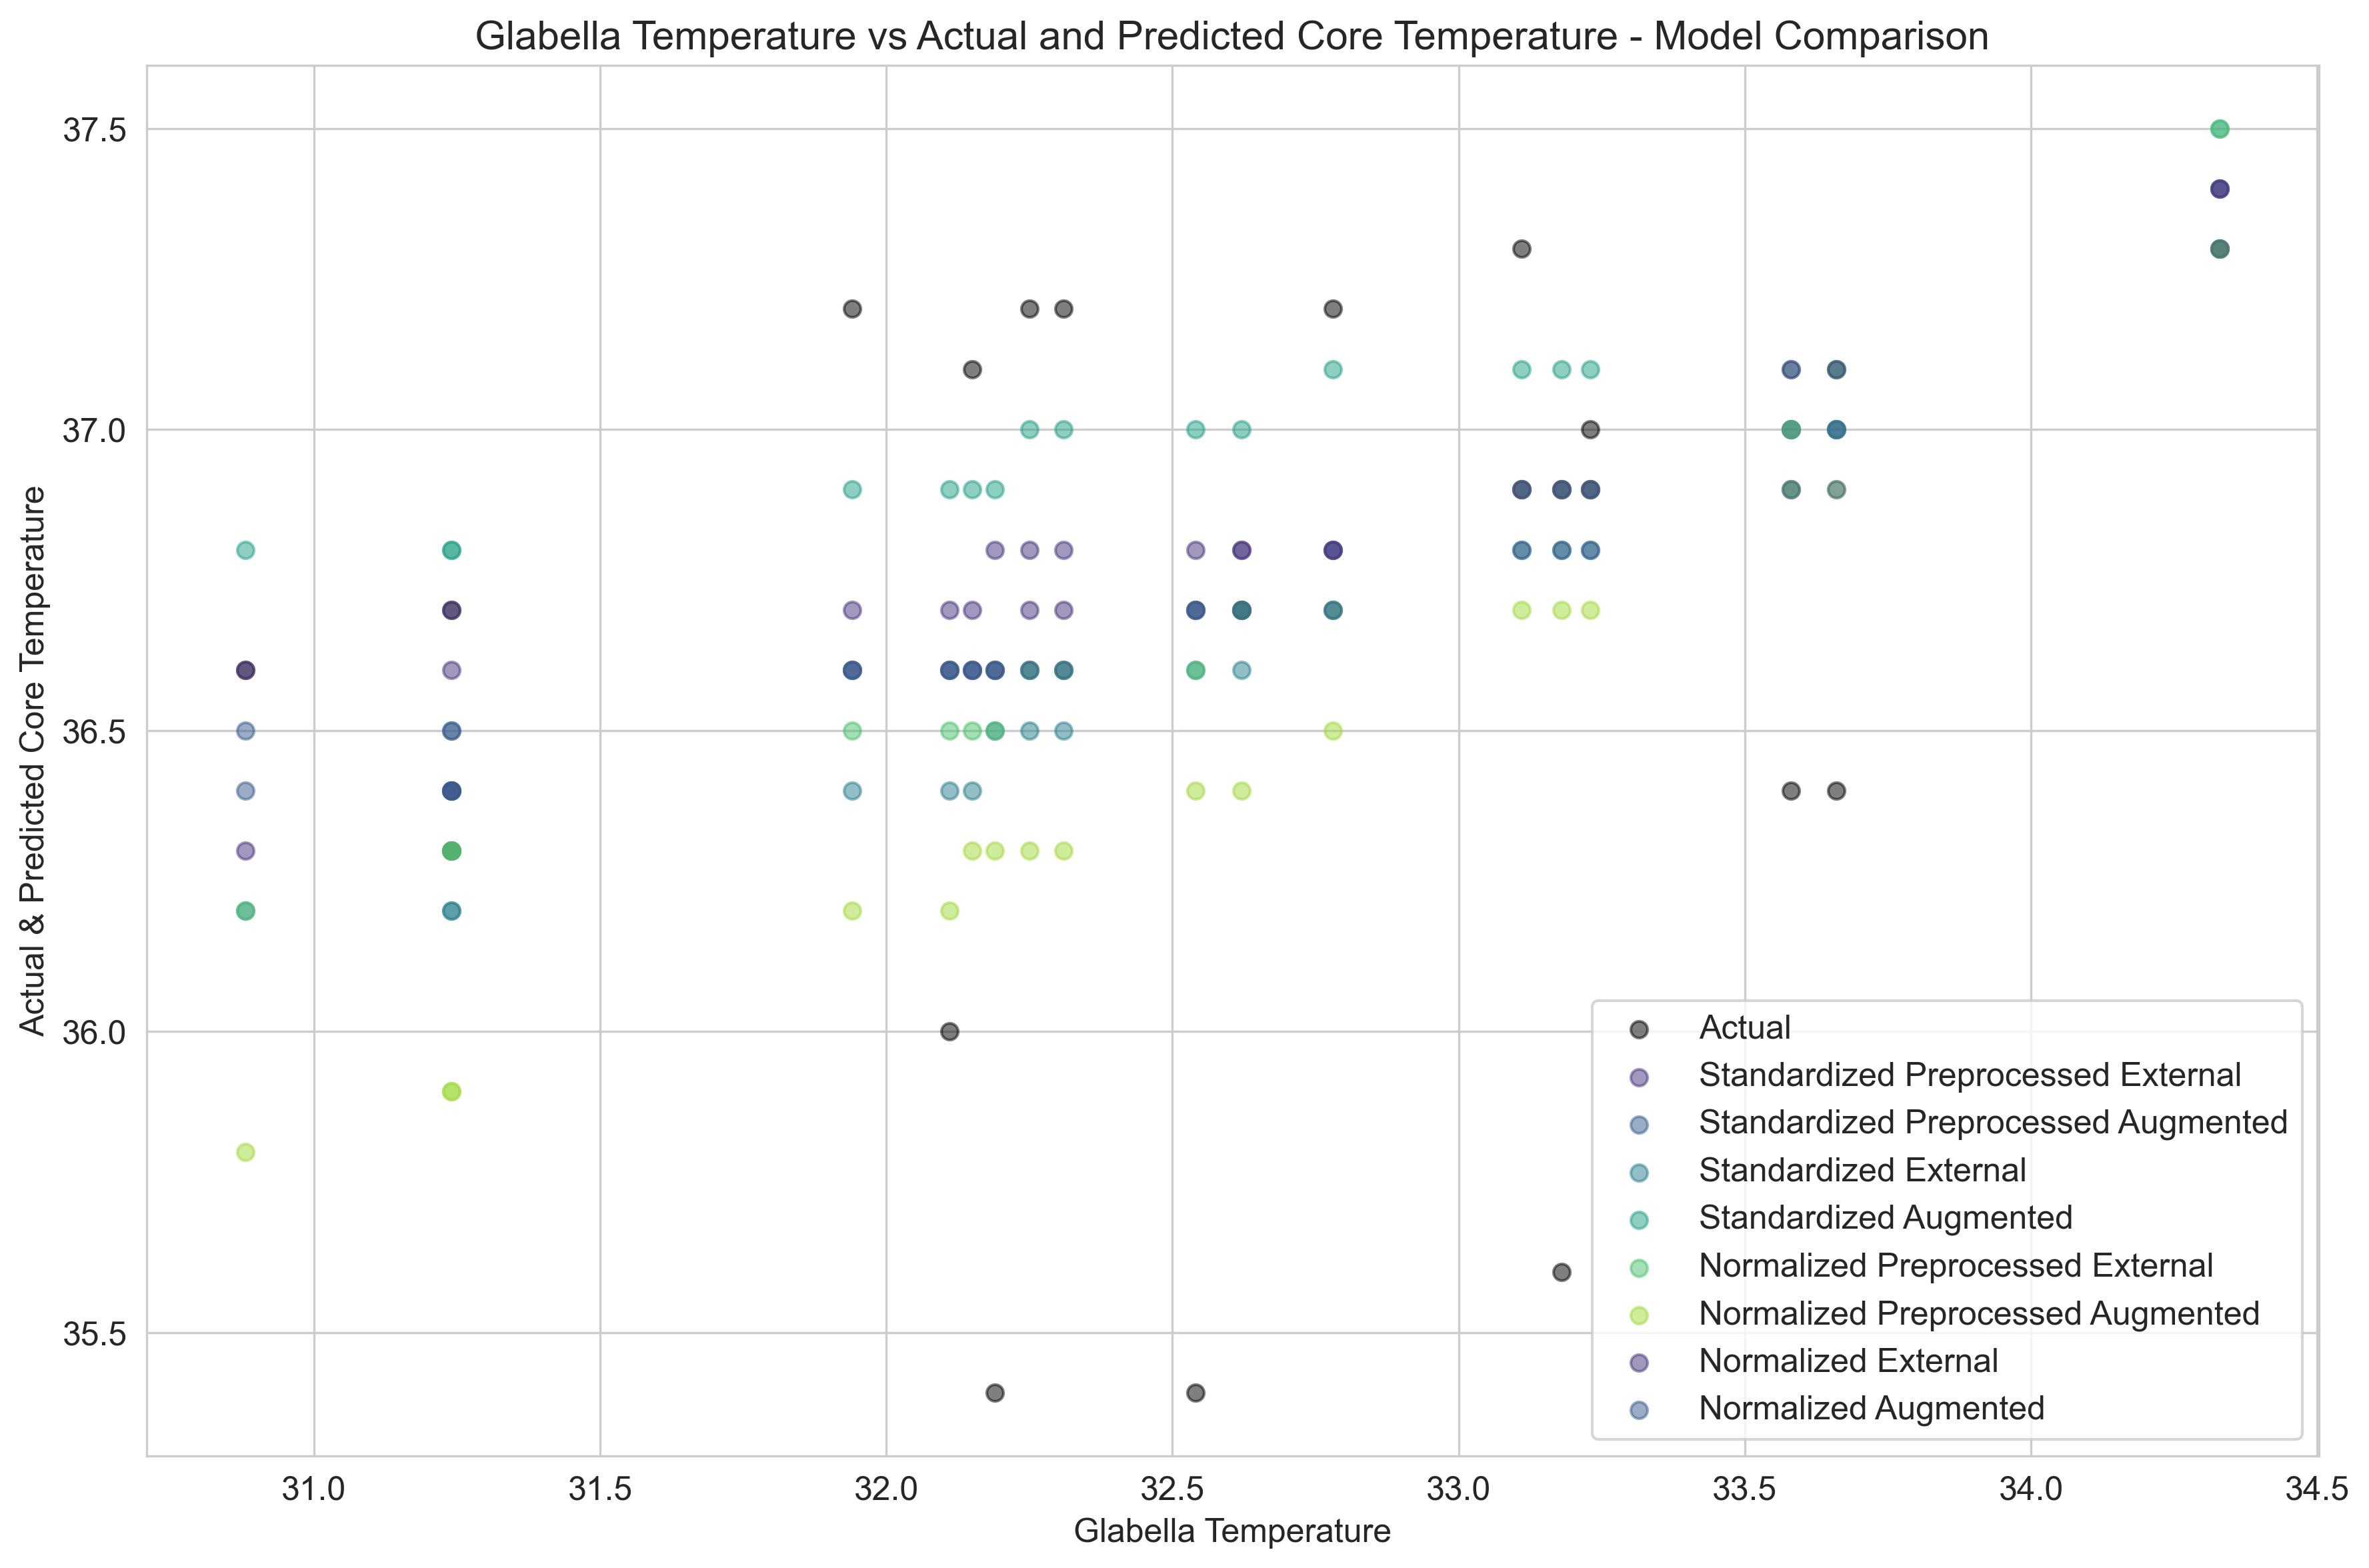 Glabella Temperature vs Actual and Predicted Core Temperature - Model Comparison
37.5
37.0
36.5
36.0
35.5
Actual & Predicted Core Temperature
Actual
Standardized Preprocessed External
Standardized Preprocessed Augmented
Standardized External
Standardized Augmented
Normalized Preprocessed External
Normalized Preprocessed Augmented
Normalized External
Normalized Augmented
31.0 31.5 32.0 32.5 33.0 33.5 34.0 34.5
Glabella Temperature